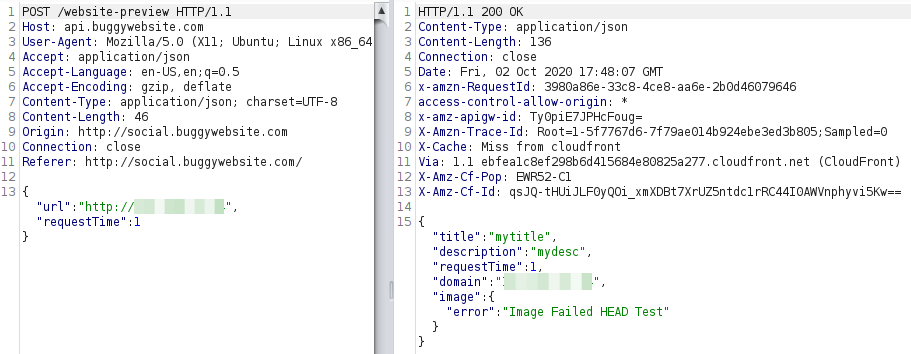 1 POST /website-preview HTTP/1.1
2 Host: api.buggywebsite.com
3 User-Agent: Mozilla/5.0 (X11; Ubuntu; Linux x86_64
4 Accept: application/json
5 Accept-Language: en-US,en;q=0.5
6 Accept-Encoding: gzip, deflate
7 Content-Type: application/json; charset=UTF-8
8 Content-Length: 46
9 Origin: http://social.buggywebsite.com
10 Connection: close
11 Referer: http://social.buggywebsite.com/
12
13 {
"url":"http://",
"requestTime":1
}
1 HTTP/1.1 200 OK
2 Content-Type: application/json
3 Content-Length: 136
4 Connection: close
5 Date: Fri, 02 Oct 2020 17:48:07 GMT
6 x-amzn-RequestId: 3980a86e-33c8-4ce8-aa6e-2b0d46079646
7 access-control-allow-origin: *
8 x-amz-apigw-id: Ty0piE7JPHcFoug=
9 X-Amzn-Trace-Id: Root=1-5f7767d6-7f79ae014b924ebe3ed3b805;Sampled=0
10 X-Cache: Miss from cloudfront
11 Via: 1.1 ebfea1c8ef298b6d415684e80825a277.cloudfront.net (CloudFront)
12 X-Amz-Cf-Pop: EWR52-C1
13 X-Amz-Cf-Id: qsJQ-tHUiJLF0yQOi_xmXDBt7XrUZ5ntdc1rRC44I0AWVnphyvi5Kw==
14
15 {
"title":"mytitle",
"description":"mydesc",
"requestTime":1,
"domain":"",
"image":{
"error":"Image Failed HEAD Test"
}
}